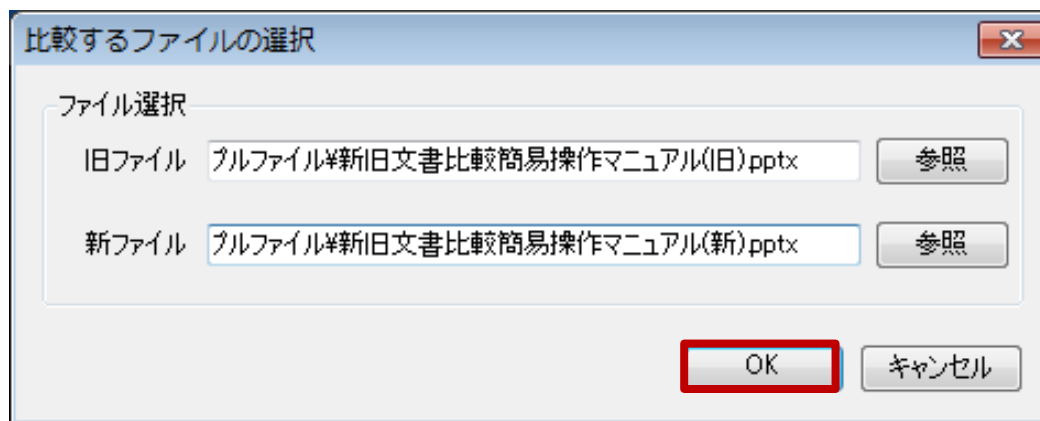 比較するファイルの選択
ファイル選択
旧ファイル プルファイル¥新旧文書比較簡易操作マニュアル(旧).pptx 参照
新ファイル プルファイル¥新旧文書比較簡易操作マニュアル(新).pptx 参照
OK キャンセル